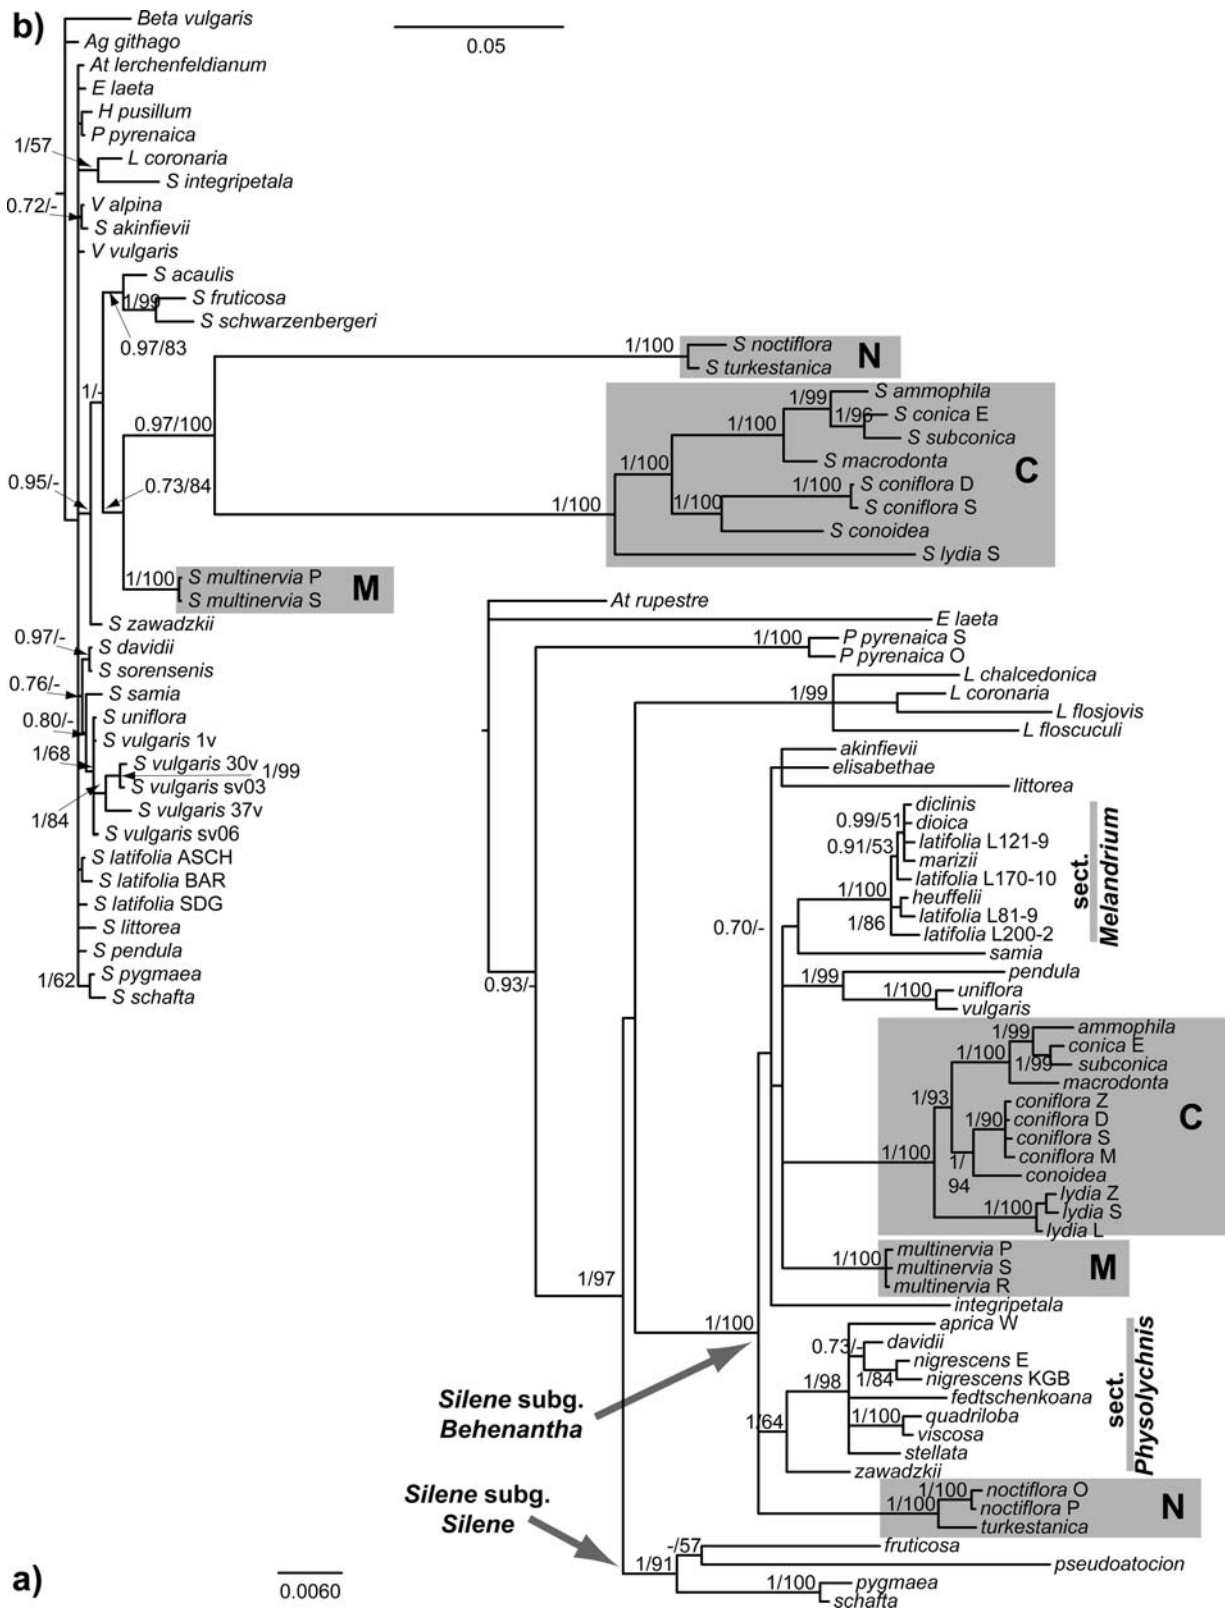 b)
Beta vulgaris
0.05
Ag githago
At lerchenfeldianum
E laeta
H pusillum
P pyrenaica
1/57
L coronaria
S integripetala
V alpina
0.72/-
S akinfievii
V vulgaris
S acaulis
1/99
S fruticosa
S schwarzenbergeri
0.97/83
1/100
S noctiflora
S turkestanica
N
1/-
S ammophila
1/99
1/96
S conica E
S subconica
0.97/100
1/100
S macrodonta
1/100
C
0.95/-
0.73/84
S coniflora D
1/100
S coniflora S
1/100
1/100
S conoidea
S lydia S
1/100
S multinervia P
S multinervia S
M
S zawadzkii
0.97/-
S davidii
S sorensenis
0.76/-
S samia
0.80/-
S uniflora
S vulgaris 1v
1/68
S vulgaris 30v
1/99
S vulgaris sv03
S vulgaris 37v
1/84
S vulgaris sv06
S latifolia ASCH
S latifolia BAR
S latifolia SDG
S littorea
S pendula
S pygmaea
1/62
S schafta
At rupestre
E laeta
1/100
P pyrenaica S
P pyrenaica O
L chalcedonica
1/99
L coronaria
L flosjovis
L floscuculi
akinfievii
elisabethae
littorea
diclinis
0.99/51
dioica
0.91/53
latifolia L121-9
marizii
latifolia L170-10
1/100
heuffelii
1/86
latifolia L81-9
latifolia L200-2
sect.
Melandrium
0.70/-
samia
pendula
1/99
0.93/-
1/100
uniflora
vulgaris
ammophila
1/99
conica E
1/100
1/99
subconica
macrodonta
1/93
coniflora Z
1/90
coniflora D
C
coniflora S
1/100
coniflora M
1/
94
conoidea
lydia Z
1/100
lydia S
lydia L
multinervia P
1/100
multinervia S
multinervia R
M
1/97
integripetala
1/100
aprica W
0.73/-
davidii
nigrescens E
1/98
1/84
nigrescens KGB
fedtschenkoana
1/64
1/100
quadriloba
viscosa
stellata
zawadzkii
sect.
Physolychnis
Silene subg.
Behenantha
1/100
noctiflora O
1/100
noctiflora P
turkestanica
N
Silene subg.
Silene
-/57
fruticosa
1/91
pseudoatocion
1/100
pygmaea
schafta
a)
0.0060